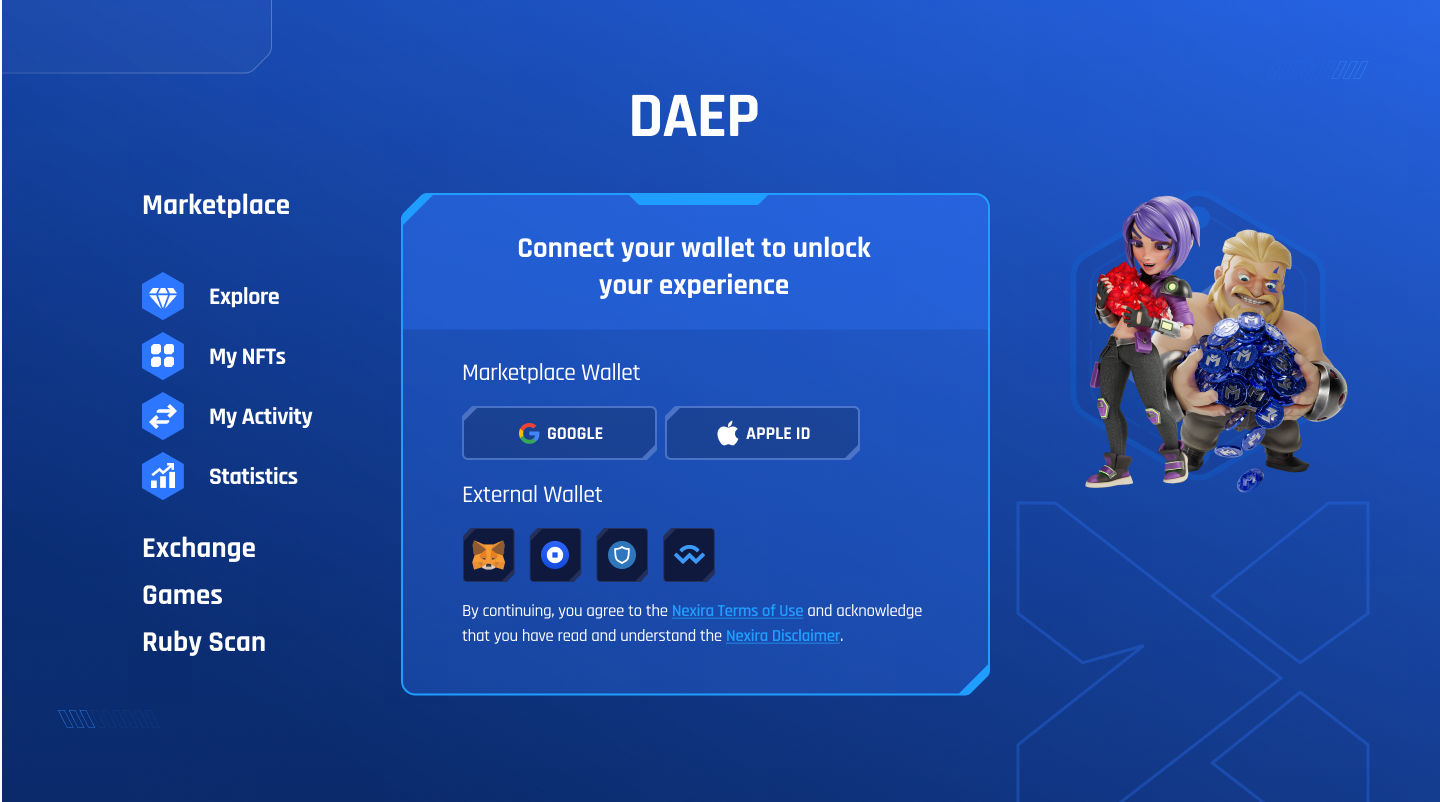 DAEP
Marketplace
Explore
My NFTs
My Activity
Statistics
Exchange
Games
Ruby Scan
Connect your wallet to unlock
your experience
Marketplace Wallet
GOOGLE
APPLE ID
External Wallet
By continuing, you agree to the Nexira Terms of Use and acknowledge
that you have read and understand the Nexira Disclaimer.